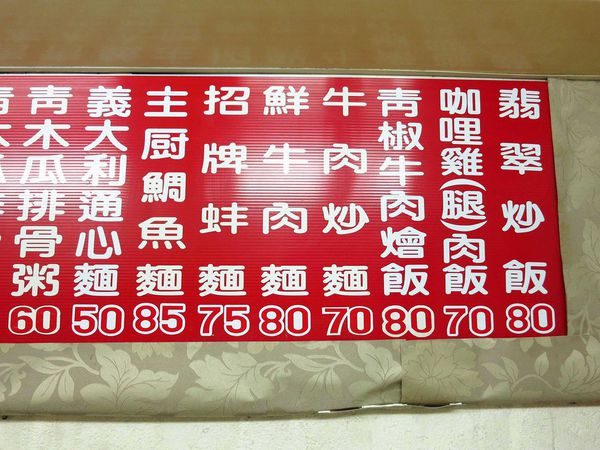 翡翠炒飯80
咖哩雞(腿)肉飯70
青椒牛肉燴飯80
牛肉炒麵70
鮮牛肉麵80
招牌蚌麵75
主厨鯛魚麵85
義大利通心麵50
青木瓜排骨粥60